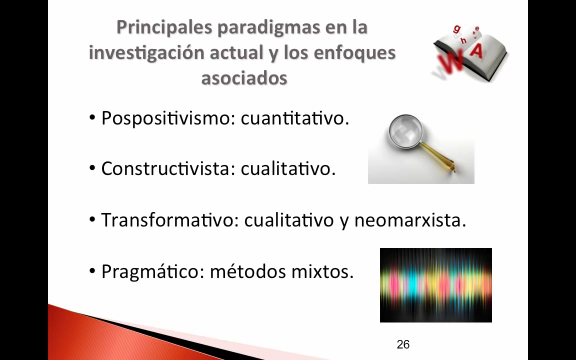 Principales paradigmas en la
investigación actual y los enfoques
asociados
• Pospositivismo: cuantitativo.
• Constructivista: cualitativo.
• Transformativo: cualitativo y neomarxista.
• Pragmático: métodos mixtos.
26